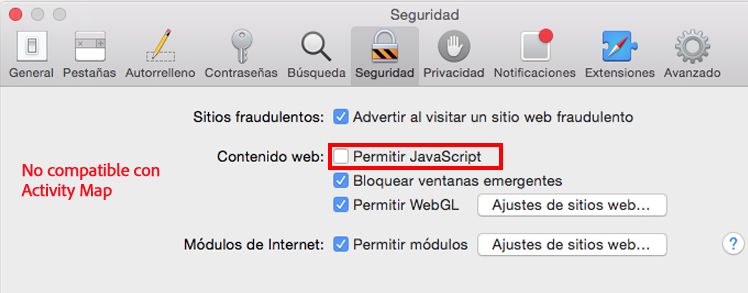 Seguridad
General Pestañas Autorrelleno Contraseñas Búsqueda Seguridad Privacidad Notificaciones Extensiones Avanzado
Sitios fraudulentos: Advertir al visitar un sitio web fraudulento
Contenido web: Permitir JavaScript
No compatible con
Activity Map
Bloquear ventanas emergentes
Permitir WebGL Ajustes de sitios web...
Módulos de Internet: Permitir módulos Ajustes de sitios web... ?